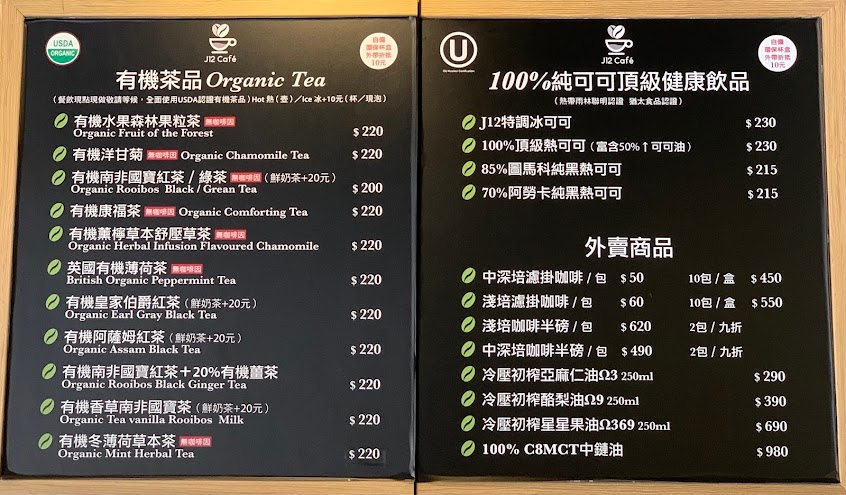 USDA
ORGANIC
J12 Café
自備
環保杯盒
外帶折抵
10元
有機茶品 Organic Tea
(餐飲現點現做敬請等候,全面使用USDA認證有機茶品) Hot 熱(壺)/Ice 冰+10元(杯/現泡)
有機水果森林果粒茶 無咖啡因
Organic Fruit of the Forest $ 220
有機洋甘菊 無咖啡因 Organic Chamomile Tea $ 220
有機南非國寶紅茶 / 綠茶 無咖啡因 (鮮奶茶+20元)
Organic Rooibos Black / Grean Tea $ 200
有機康福茶 無咖啡因 Organic Comforting Tea $ 220
有機薰檸草本舒壓草茶 無咖啡因
Organic Herbal Infusion Flavoured Chamomile $ 220
英國有機薄荷茶 無咖啡因
British Organic Peppermint Tea $ 220
有機皇家伯爵紅茶 (鮮奶茶+20元)
Organic Earl Gray Black Tea $ 220
有機阿薩姆紅茶 (鮮奶茶+20元)
Organic Assam Black Tea $ 220
有機南非國寶紅茶+20%有機薑茶
Organic Rooibos Black Ginger Tea $ 220
有機香草南非國寶茶 (鮮奶茶+20元)
Organic Tea vanilla Rooibos Milk $ 220
有機冬薄荷草本茶 無咖啡因
Organic Mint Herbal Tea $ 220
U
J12 Café
自備
環保杯盒
外帶折抵
10元
100%純可可頂級健康飲品
(熱帶雨林聯明認證 猶太食品認證)
J12特調冰可可 $ 230
100%頂級熱可可 (富含50%↑可可油) $ 230
85%圖馬科純黑熱可可 $ 215
70%阿勞卡純黑熱可可 $ 215
外賣商品
中深培濾掛咖啡 / 包 $ 50 10包 / 盒 $ 450
淺培濾掛咖啡 / 包 $ 60 10包 / 盒 $ 550
淺培咖啡半磅 / 包 $ 620 2包 / 九折
中深培咖啡半磅 / 包 $ 490 2包 / 九折
冷壓初榨亞麻仁油Ω3 250ml $ 290
冷壓初榨酪梨油Ω9 250ml $ 390
冷壓初榨星星果油Ω369 250ml $ 690
100% C8MCT中鏈油 $ 980